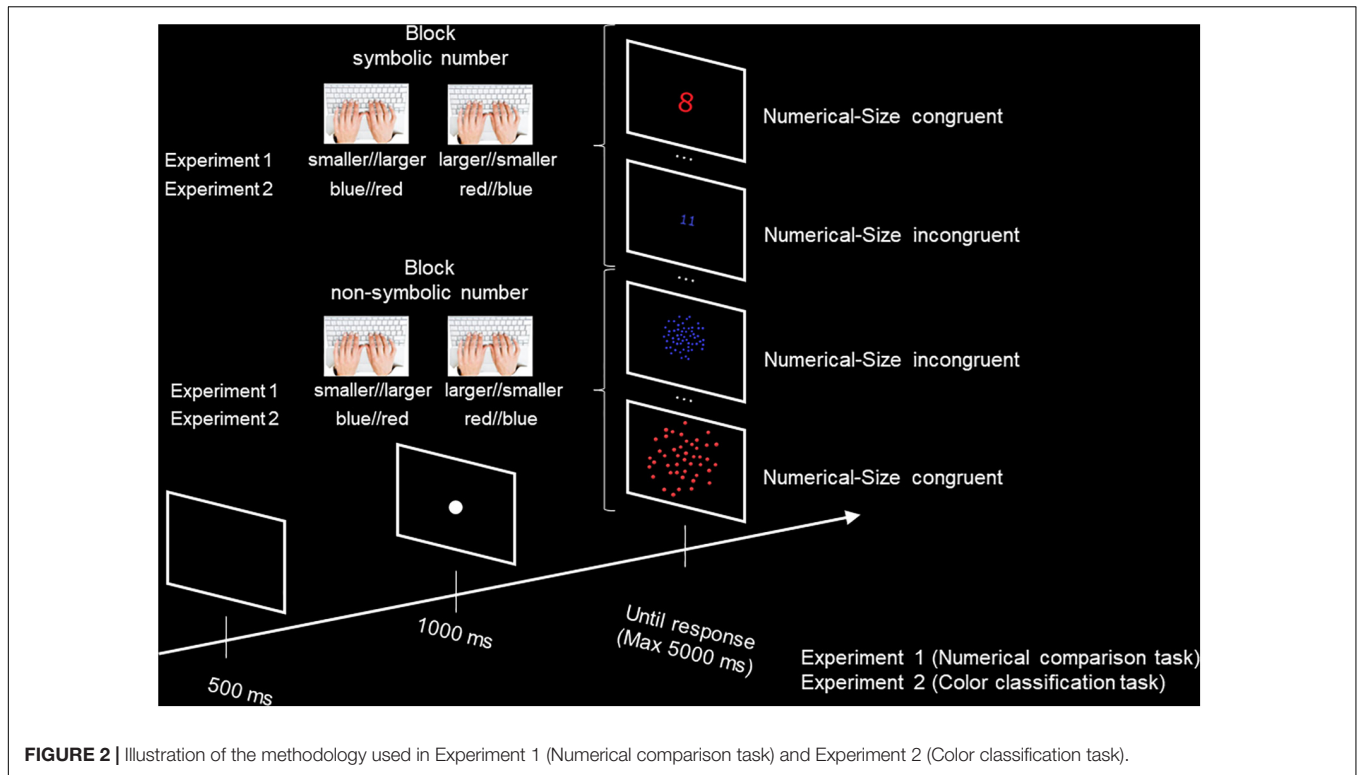 Block
symbolic number
Experiment 1 smaller//larger larger//smaller
Experiment 2 blue//red red//blue
8
Numerical-Size congruent
...
11
Numerical-Size incongruent
...
Block
non-symbolic number
Experiment 1 smaller//larger larger//smaller
Experiment 2 blue//red red//blue
Numerical-Size incongruent
...
Numerical-Size congruent
500 ms
1000 ms
Until response
(Max 5000 ms)
Experiment 1 (Numerical comparison task)
Experiment 2 (Color classification task)
FIGURE 2 | Illustration of the methodology used in Experiment 1 (Numerical comparison task) and Experiment 2 (Color classification task).